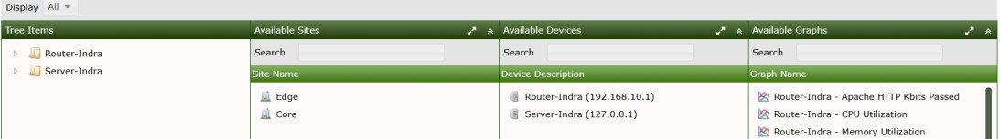 Display All
Tree Items
Router-Indra
Server-Indra
Available Sites
Search
Site Name
Edge
Core
Available Devices
Search
Device Description
Router-Indra (192.168.10.1)
Server-Indra (127.0.0.1)
Available Graphs
Search
Graph Name
Router-Indra - Apache HTTP Kbits Passed
Router-Indra - CPU Utilization
Router-Indra - Memory Utilization